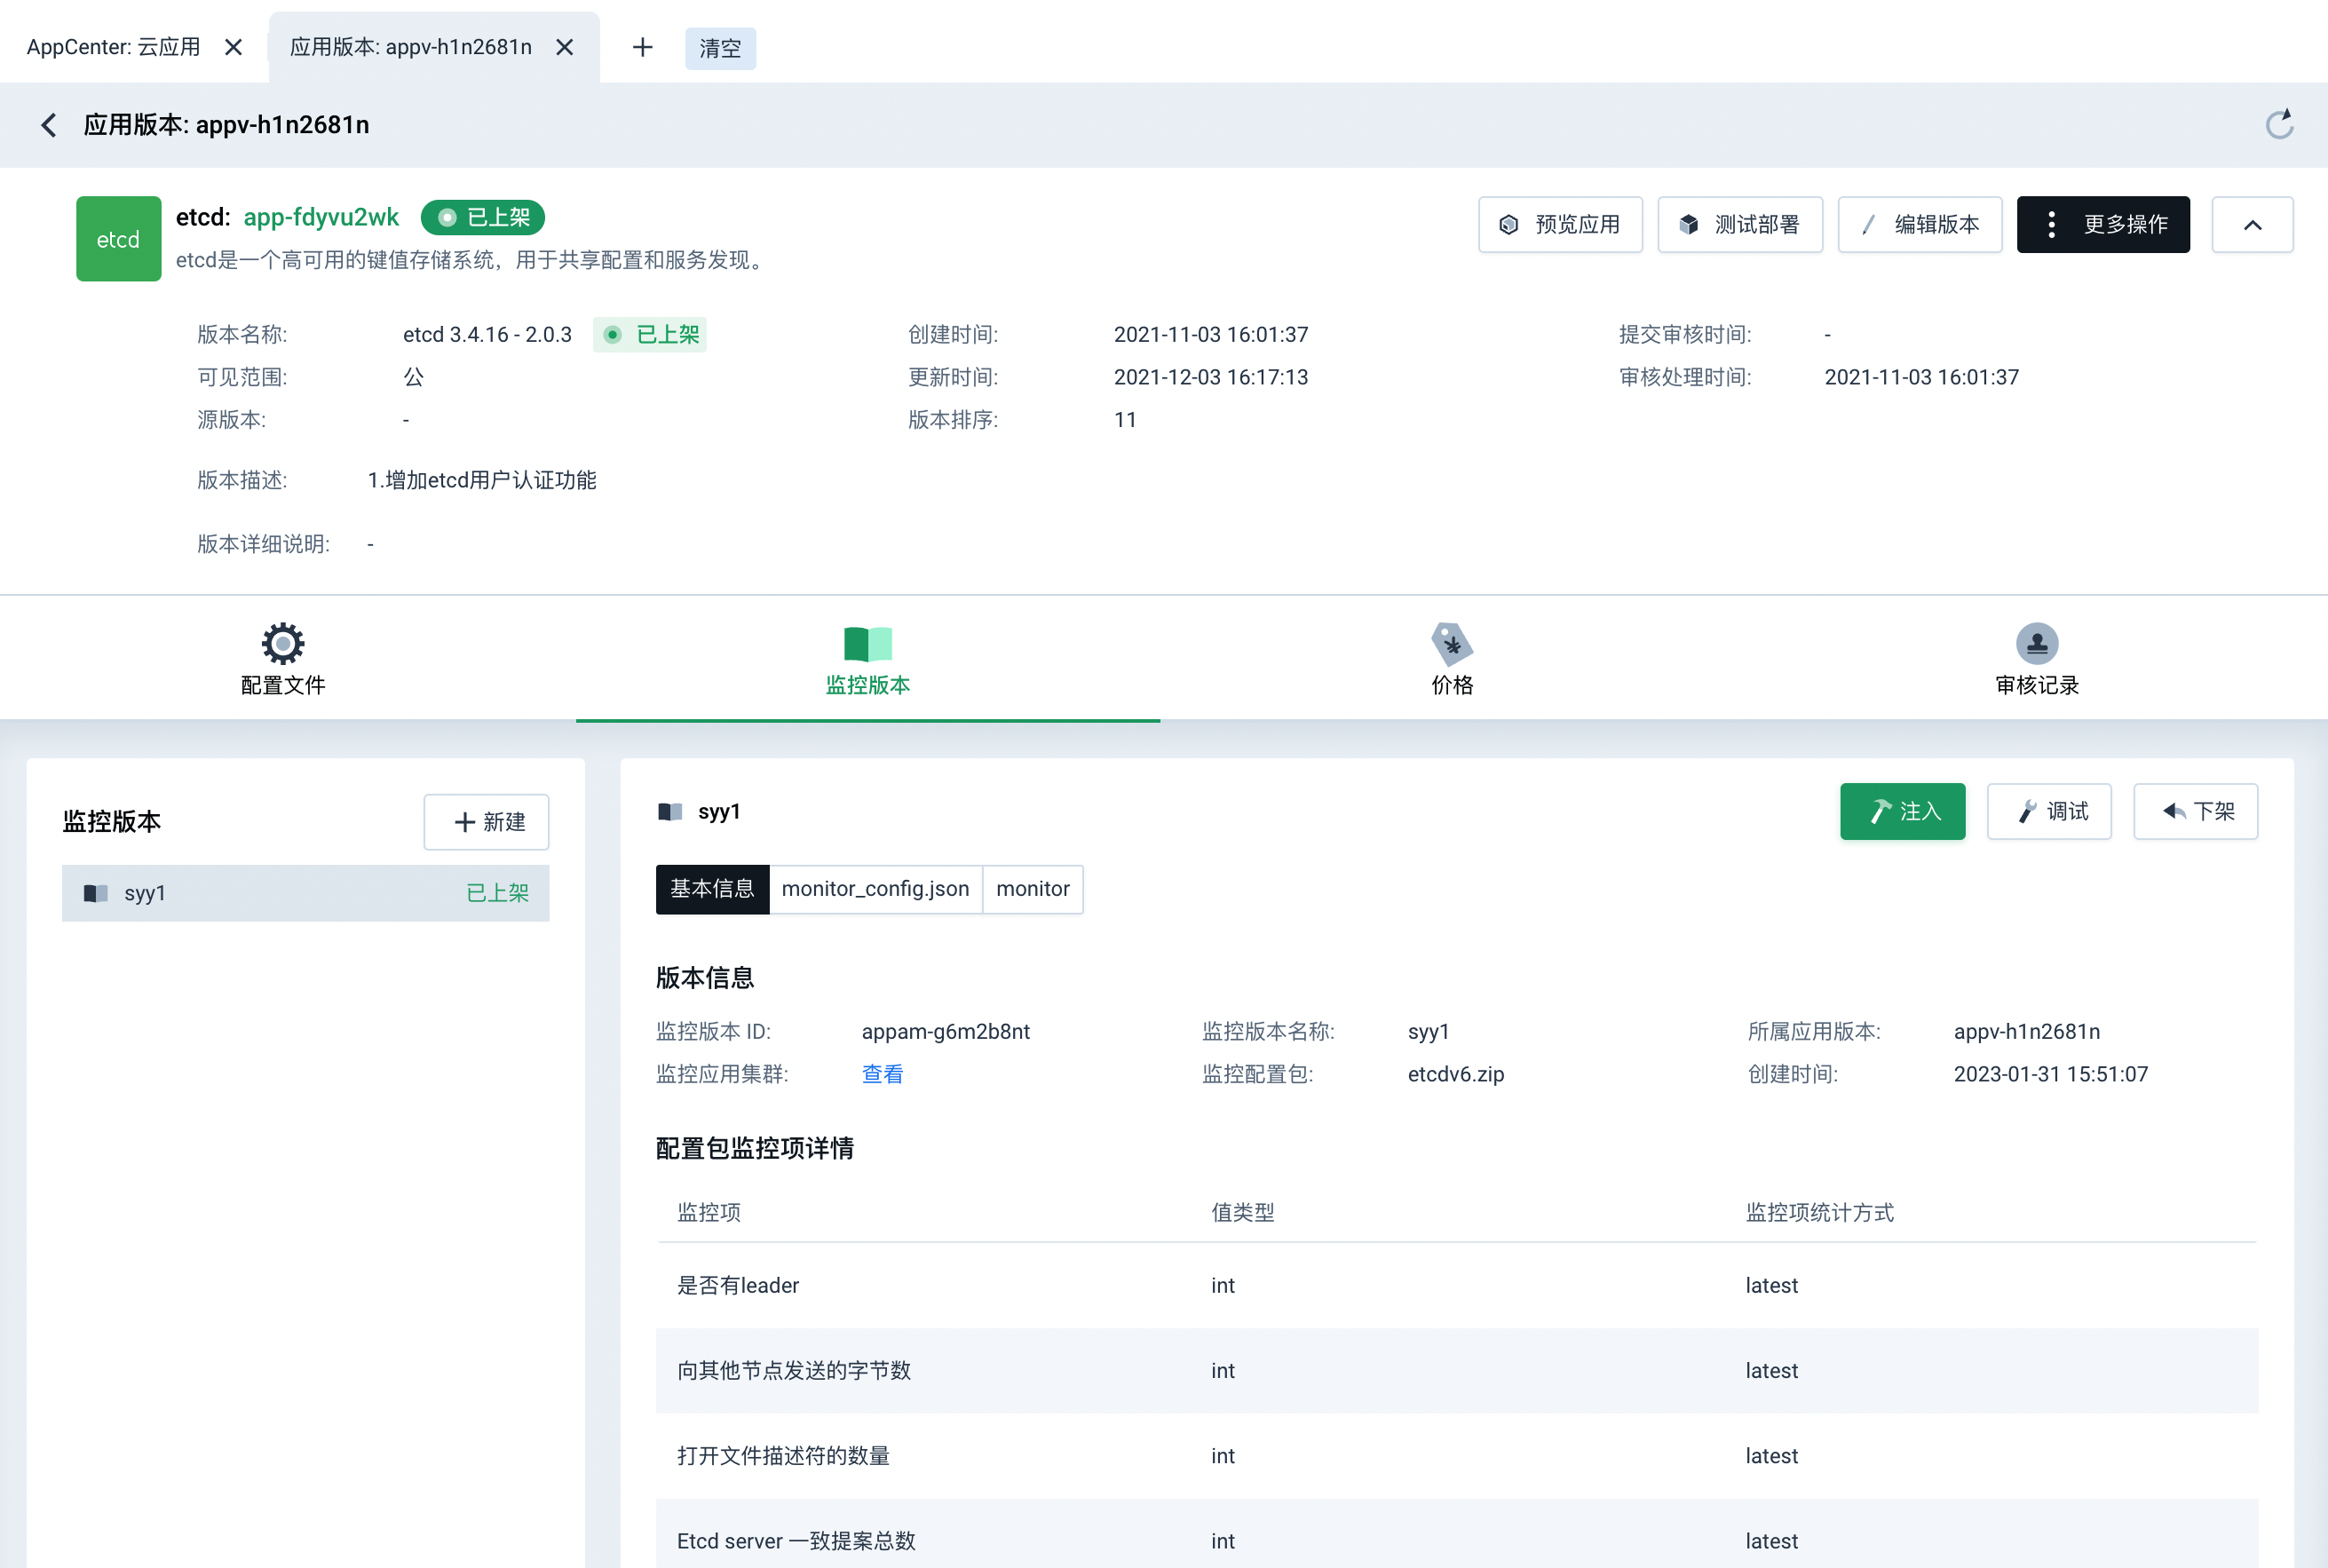 AppCenter: 云应用
应用版本: appv-h1n2681n
清空
应用版本: appv-h1n2681n
etcd
etcd: app-fdyvu2wk 已上架
etcd是一个高可用的键值存储系统，用于共享配置和服务发现。
预览应用
测试部署
编辑版本
更多操作
版本名称: etcd 3.4.16 - 2.0.3 已上架
创建时间: 2021-11-03 16:01:37
提交审核时间: -
可见范围: 公
更新时间: 2021-12-03 16:17:13
审核处理时间: 2021-11-03 16:01:37
源版本: -
版本排序: 11
版本描述: 1.增加etcd用户认证功能
版本详细说明: -
配置文件
监控版本
价格
审核记录
监控版本
新建
syy1 已上架
syy1
注入
调试
下架
基本信息
monitor_config.json
monitor
版本信息
监控版本 ID: appam-g6m2b8nt
监控版本名称: syy1
所属应用版本: appv-h1n2681n
监控应用集群: 查看
监控配置包: etcdv6.zip
创建时间: 2023-01-31 15:51:07
配置包监控项详情
监控项 值类型 监控项统计方式
是否有leader int latest
向其他节点发送的字节数 int latest
打开文件描述符的数量 int latest
Etcd server 一致提案总数 int latest